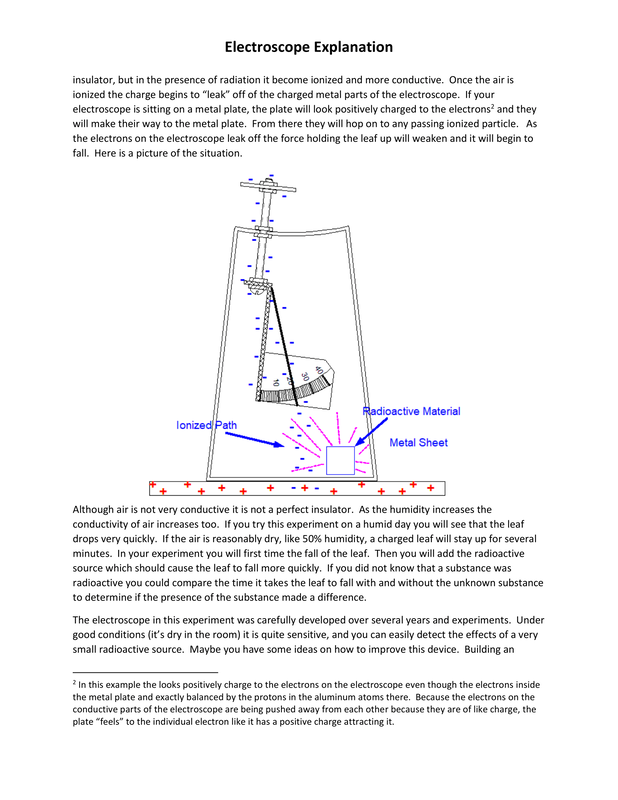 Electroscope Explanation
insulator, but in the presence of radiation it become ionized and more conductive.  Once the air is
ionized the charge begins to “leak” off of the charged metal parts of the electroscope.  If your
electroscope is sitting on a metal plate, the plate will look positively charged to the electrons² and they
will make their way to the metal plate.  From there they will hop on to any passing ionized particle.   As
the electrons on the electroscope leak off the force holding the leaf up will weaken and it will begin to
fall.  Here is a picture of the situation.
10
20
30
40
Radioactive Material
Ionized Path
Metal Sheet
Although air is not very conductive it is not a perfect insulator.  As the humidity increases the
conductivity of air increases too.  If you try this experiment on a humid day you will see that the leaf
drops very quickly.  If the air is reasonably dry, like 50% humidity, a charged leaf will stay up for several
minutes.  In your experiment you will first time the fall of the leaf.  Then you will add the radioactive
source which should cause the leaf to fall more quickly.  If you did not know that a substance was
radioactive you could compare the time it takes the leaf to fall with and without the unknown substance
to determine if the presence of the substance made a difference.
The electroscope in this experiment was carefully developed over several years and experiments.  Under
good conditions (it’s dry in the room) it is quite sensitive, and you can easily detect the effects of a very
small radioactive source.  Maybe you have some ideas on how to improve this device.  Building an
² In this example the looks positively charge to the electrons on the electroscope even though the electrons inside
the metal plate and exactly balanced by the protons in the aluminum atoms there.  Because the electrons on the
conductive parts of the electroscope are being pushed away from each other because they are of like charge, the
plate “feels” to the individual electron like it has a positive charge attracting it.